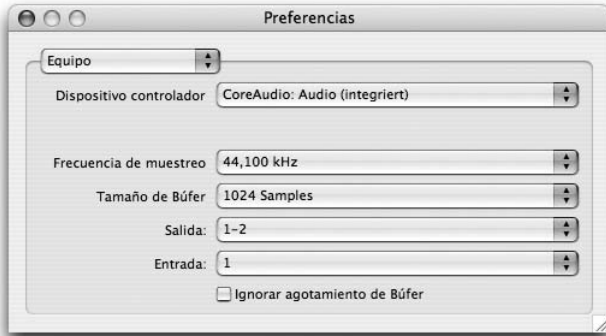 Preferencias
Equipo
Dispositivo controlador CoreAudio: Audio (integriert)
Frecuencia de muestreo 44,100 kHz
Tamaño de Búfer 1024 Samples
Salida: 1-2
Entrada: 1
Ignorar agotamiento de Búfer